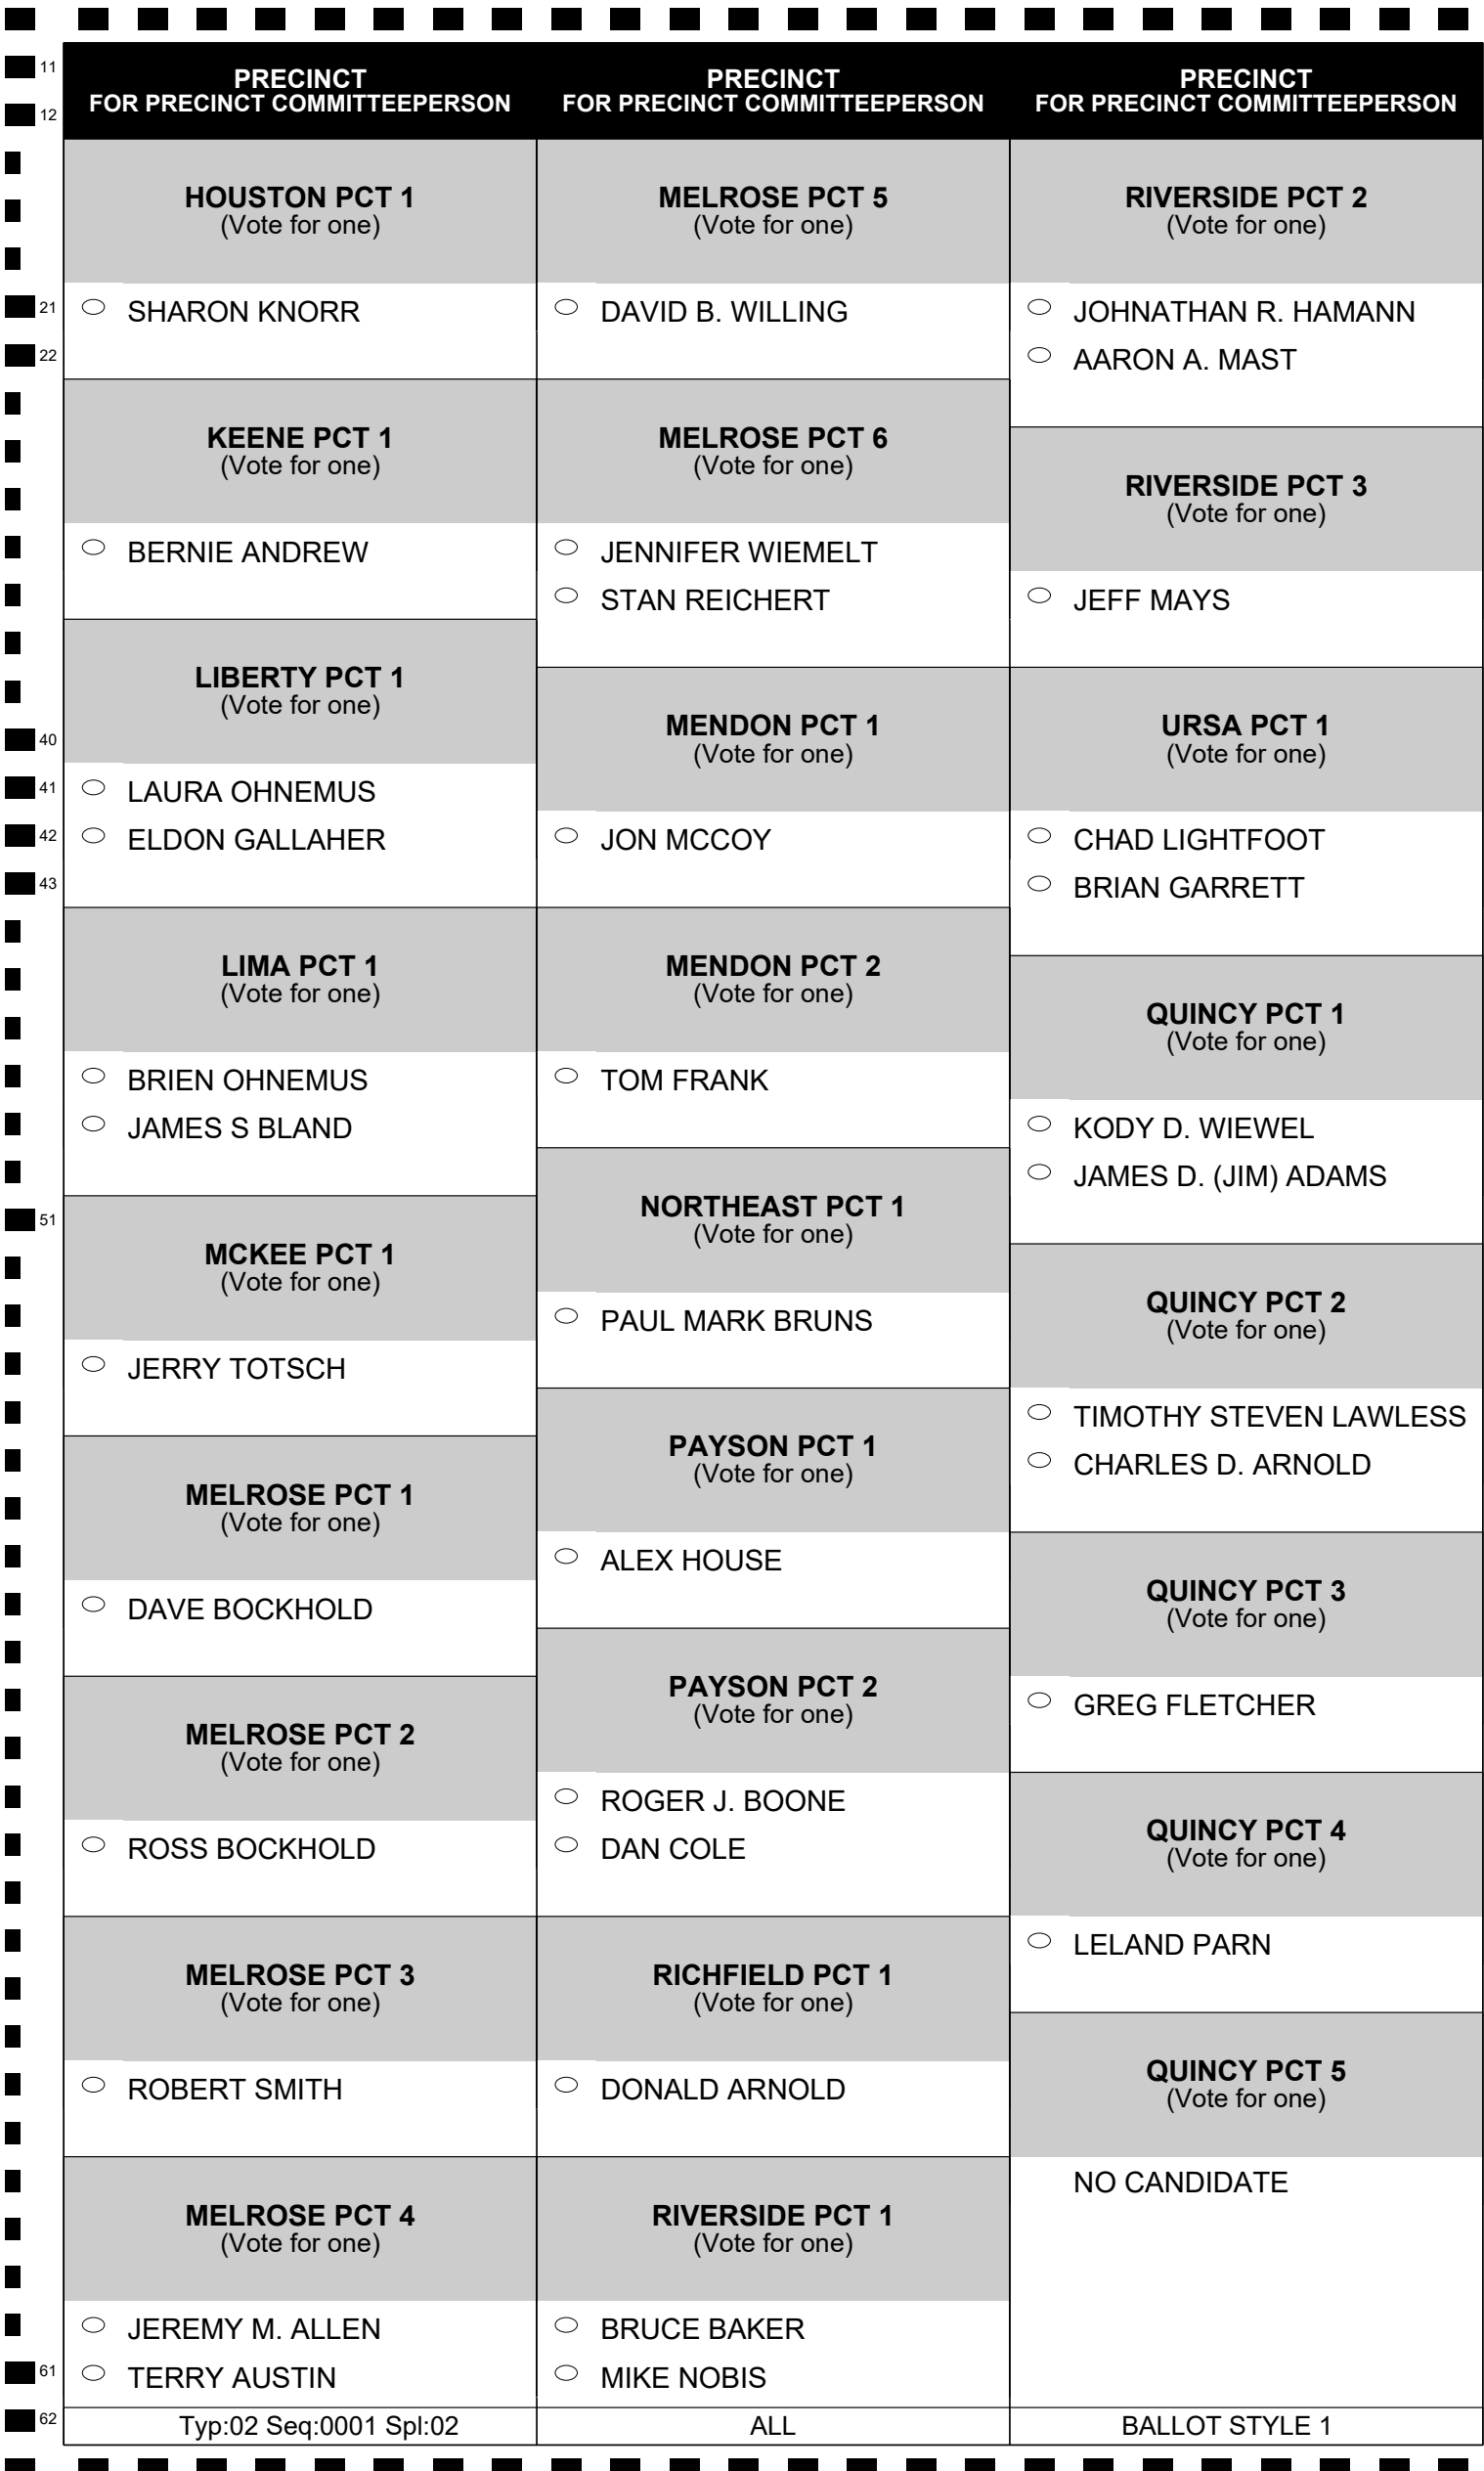 11
12
21
22
40
41
42
43
51
61
62
PRECINCT
FOR PRECINCT COMMITTEEPERSON
HOUSTON PCT 1
(Vote for one)
SHARON KNORR
KEENE PCT 1
(Vote for one)
BERNIE ANDREW
LIBERTY PCT 1
(Vote for one)
LAURA OHNEMUS
ELDON GALLAHER
LIMA PCT 1
(Vote for one)
BRIEN OHNEMUS
JAMES S BLAND
MCKEE PCT 1
(Vote for one)
JERRY TOTSCH
MELROSE PCT 1
(Vote for one)
DAVE BOCKHOLD
MELROSE PCT 2
(Vote for one)
ROSS BOCKHOLD
MELROSE PCT 3
(Vote for one)
ROBERT SMITH
MELROSE PCT 4
(Vote for one)
JEREMY M. ALLEN
TERRY AUSTIN
Typ:02 Seq:0001 Spl:02
PRECINCT
FOR PRECINCT COMMITTEEPERSON
MELROSE PCT 5
(Vote for one)
DAVID B. WILLING
MELROSE PCT 6
(Vote for one)
JENNIFER WIEMELT
STAN REICHERT
MENDON PCT 1
(Vote for one)
JON MCCOY
MENDON PCT 2
(Vote for one)
TOM FRANK
NORTHEAST PCT 1
(Vote for one)
PAUL MARK BRUNS
PAYSON PCT 1
(Vote for one)
ALEX HOUSE
PAYSON PCT 2
(Vote for one)
ROGER J. BOONE
DAN COLE
RICHFIELD PCT 1
(Vote for one)
DONALD ARNOLD
RIVERSIDE PCT 1
(Vote for one)
BRUCE BAKER
MIKE NOBIS
ALL
PRECINCT
FOR PRECINCT COMMITTEEPERSON
RIVERSIDE PCT 2
(Vote for one)
JOHNATHAN R. HAMANN
AARON A. MAST
RIVERSIDE PCT 3
(Vote for one)
JEFF MAYS
URSA PCT 1
(Vote for one)
CHAD LIGHTFOOT
BRIAN GARRETT
QUINCY PCT 1
(Vote for one)
KODY D. WIEWEL
JAMES D. (JIM) ADAMS
QUINCY PCT 2
(Vote for one)
TIMOTHY STEVEN LAWLESS
CHARLES D. ARNOLD
QUINCY PCT 3
(Vote for one)
GREG FLETCHER
QUINCY PCT 4
(Vote for one)
LELAND PARN
QUINCY PCT 5
(Vote for one)
NO CANDIDATE
BALLOT STYLE 1